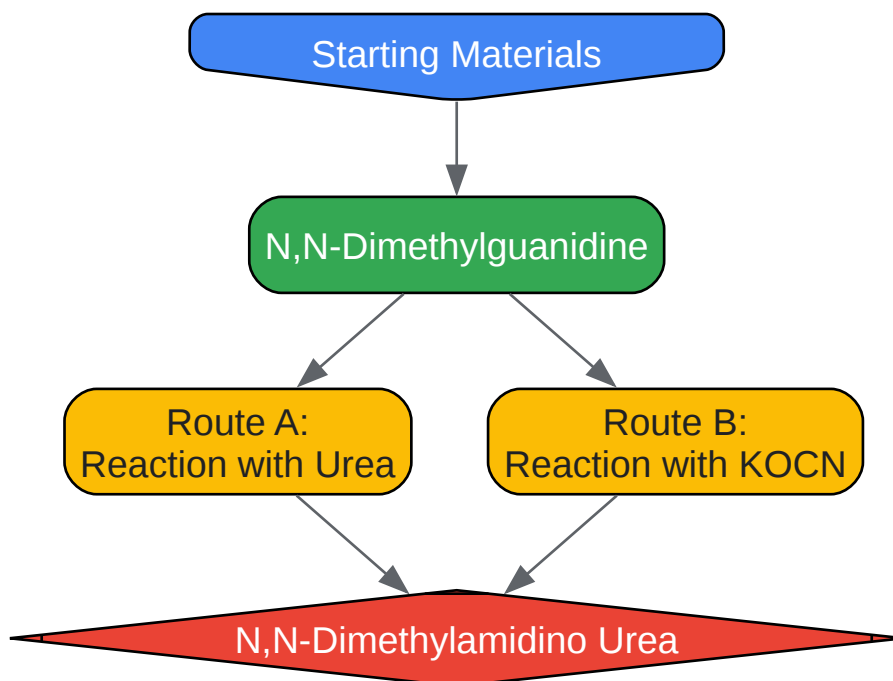 Starting Materials
N,N-Dimethylguanidine
Route A:
Reaction with Urea
Route B:
Reaction with KOCN
N,N-Dimethylamidino Urea